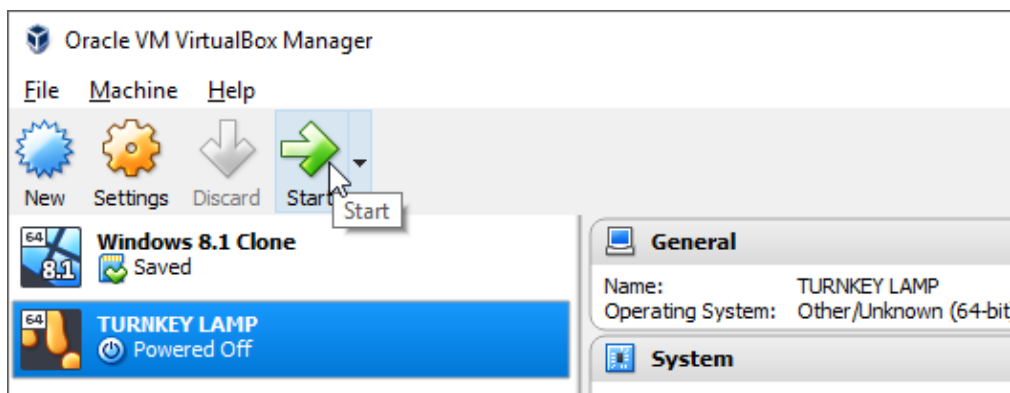 Oracle VM VirtualBox Manager
File Machine Help
New Settings Discard Start
Start
64 8.1 Windows 8.1 Clone
Saved
64 TURNKEY LAMP
Powered Off
General
Name: TURNKEY LAMP
Operating System: Other/Unknown (64-bit
System